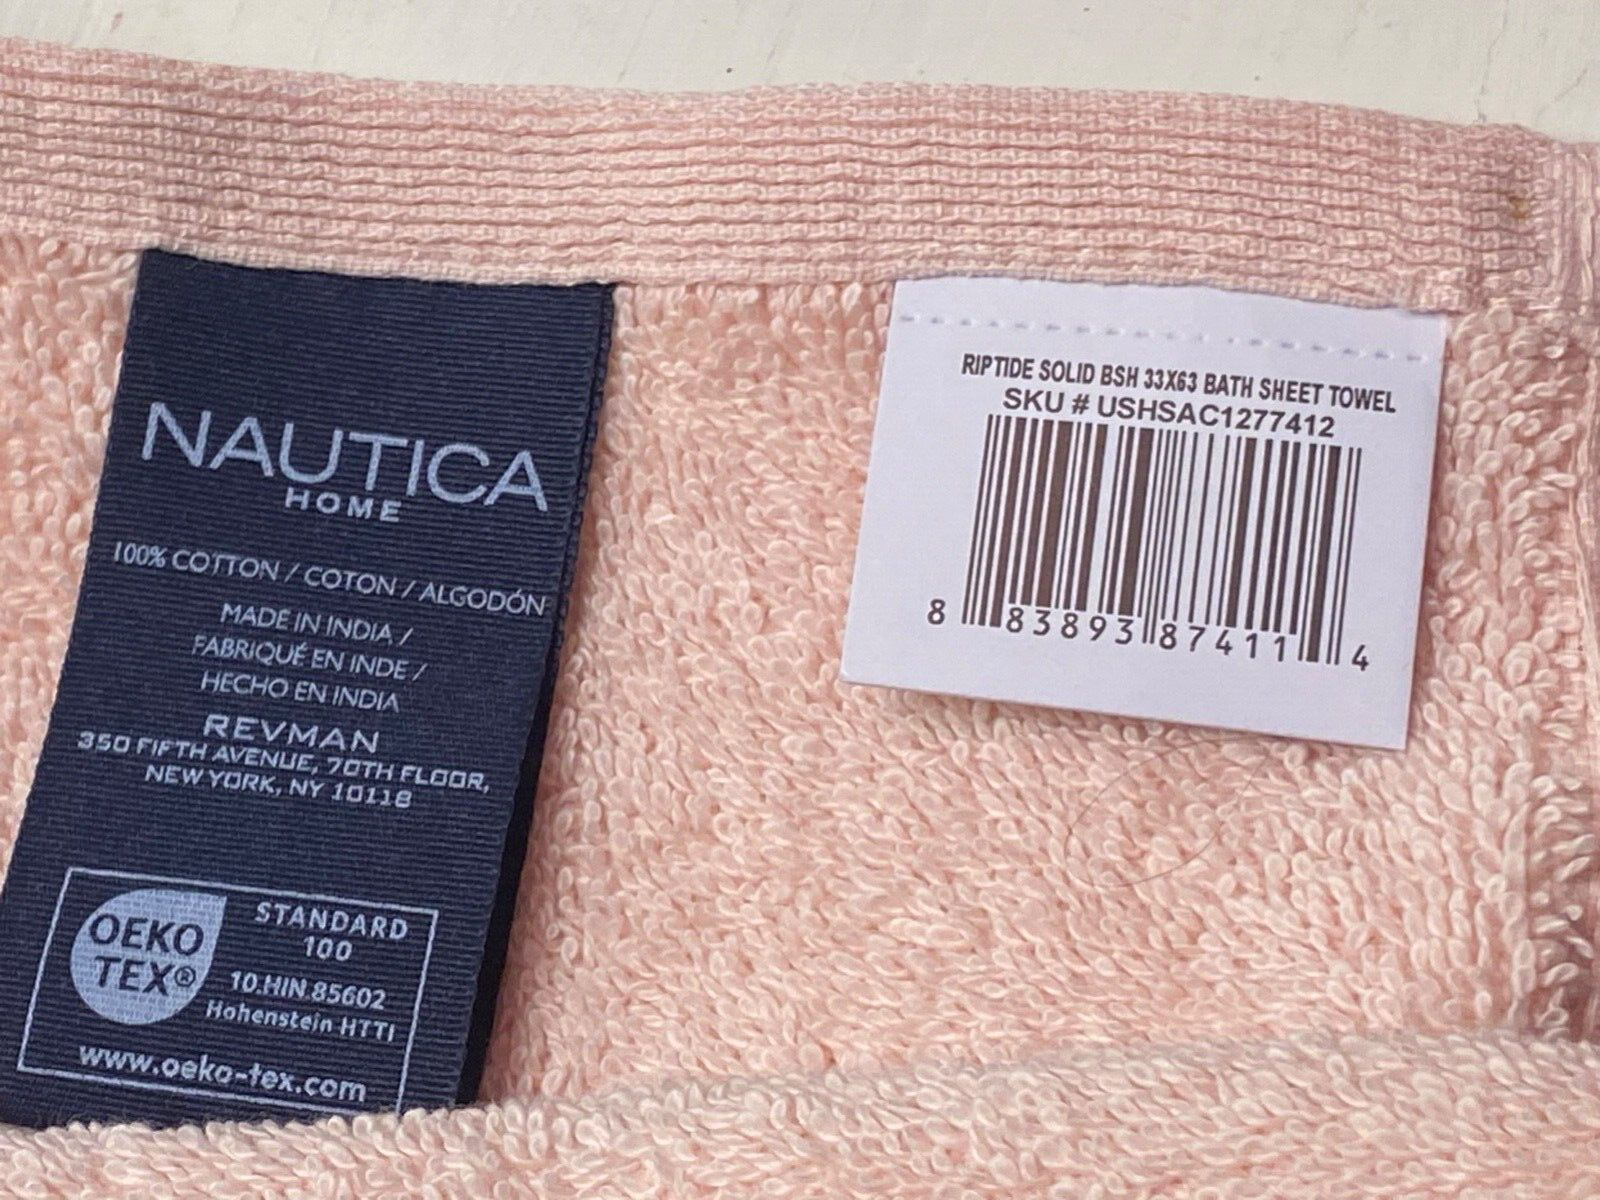 NAUTICA
HOME
100% COTTON / COTON / ALGODÓN
MADE IN INDIA /
FABRIQUÉ EN INDE /
HECHO EN INDIA
REVMAN
350 FIFTH AVENUE, 70TH FLOOR,
NEW YORK, NY 10118
OEKO
TEX®
STANDARD
100
10.HIN.85602
Hohenstein HTTI
www.oeko-tex.com
RIPTIDE SOLID BSH 33X63 BATH SHEET TOWEL
SKU # USHSAC1277412
8 83893 87411 4